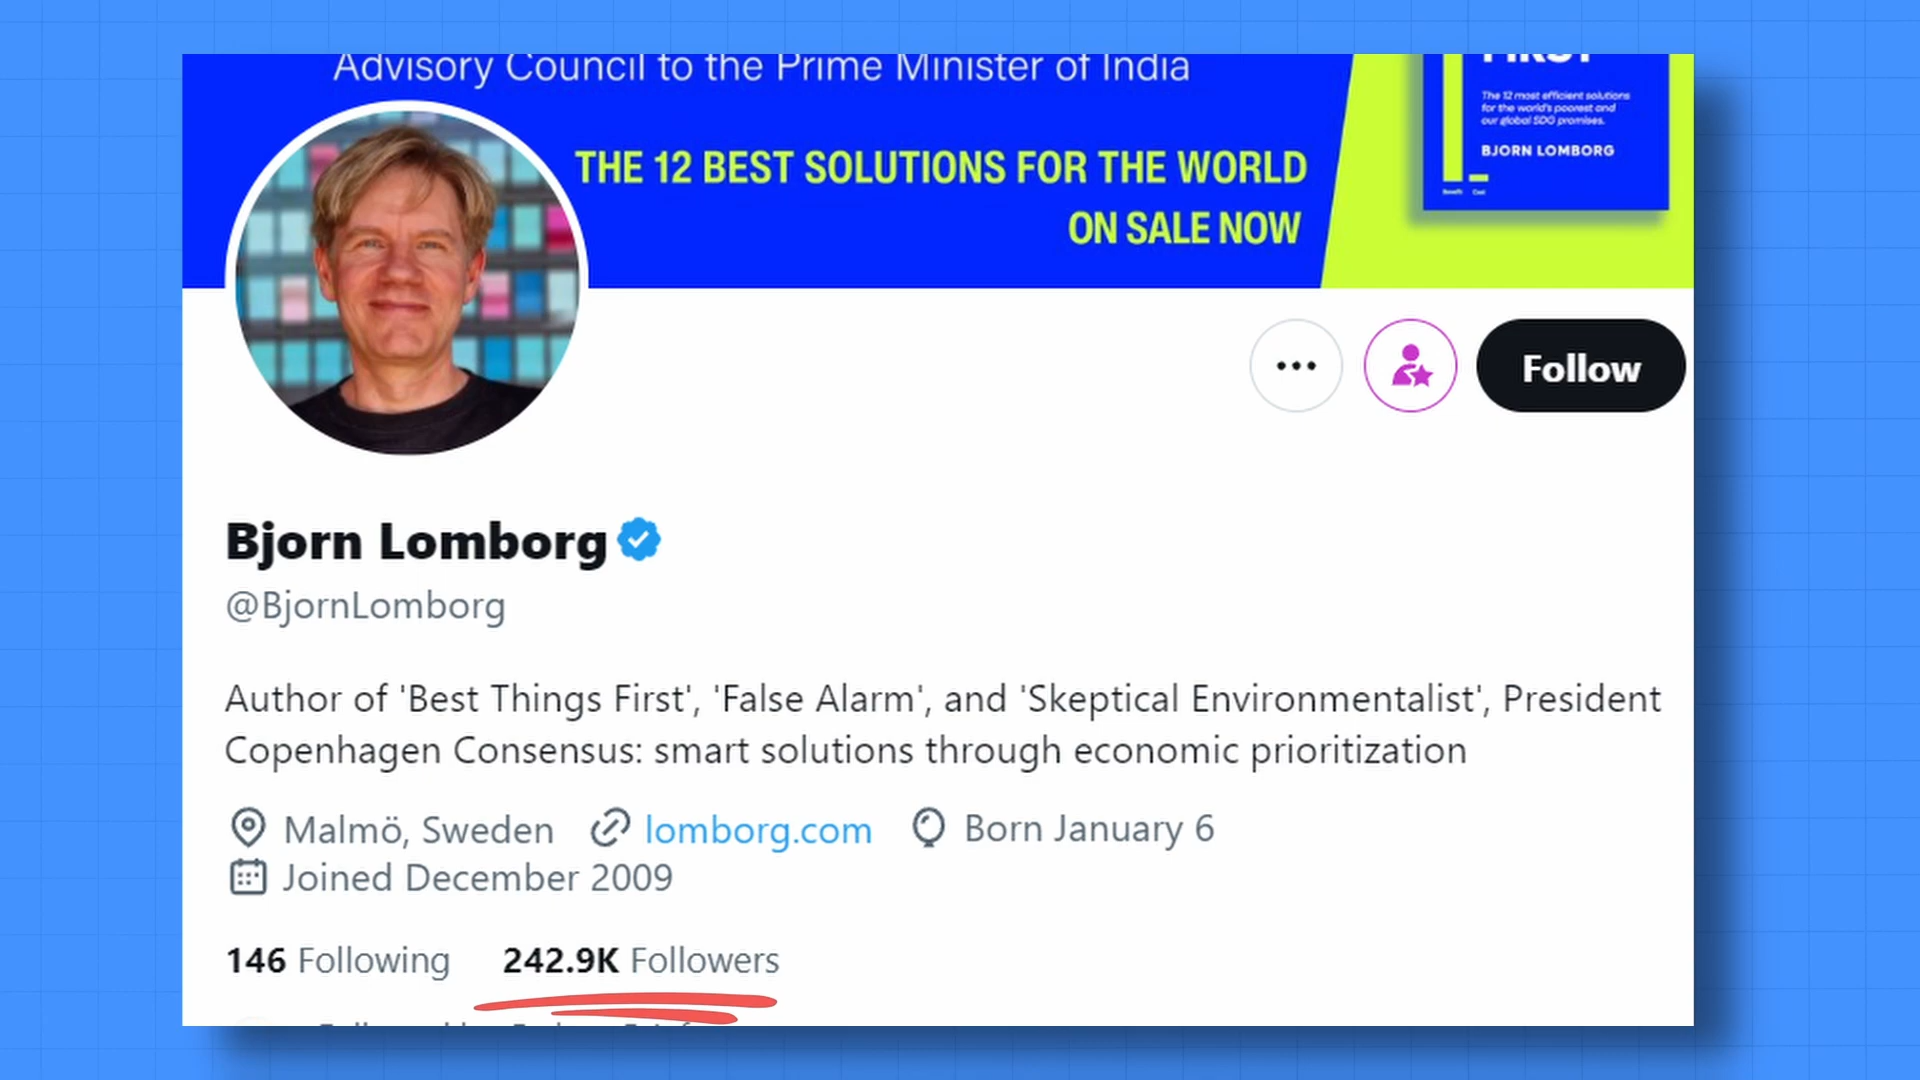 Advisory Council to the Prime Minister of India
THE 12 BEST SOLUTIONS FOR THE WORLD
ON SALE NOW
FIRST
The 12 most efficient solutions
for the world's poorest and
our global SDG promises.
BJORN LOMBORG
Benefit Cost
Follow
Bjorn Lomborg
@BjornLomborg
Author of 'Best Things First', 'False Alarm', and 'Skeptical Environmentalist', President
Copenhagen Consensus: smart solutions through economic prioritization
Malmö, Sweden lomborg.com Born January 6
Joined December 2009
146 Following 242.9K Followers